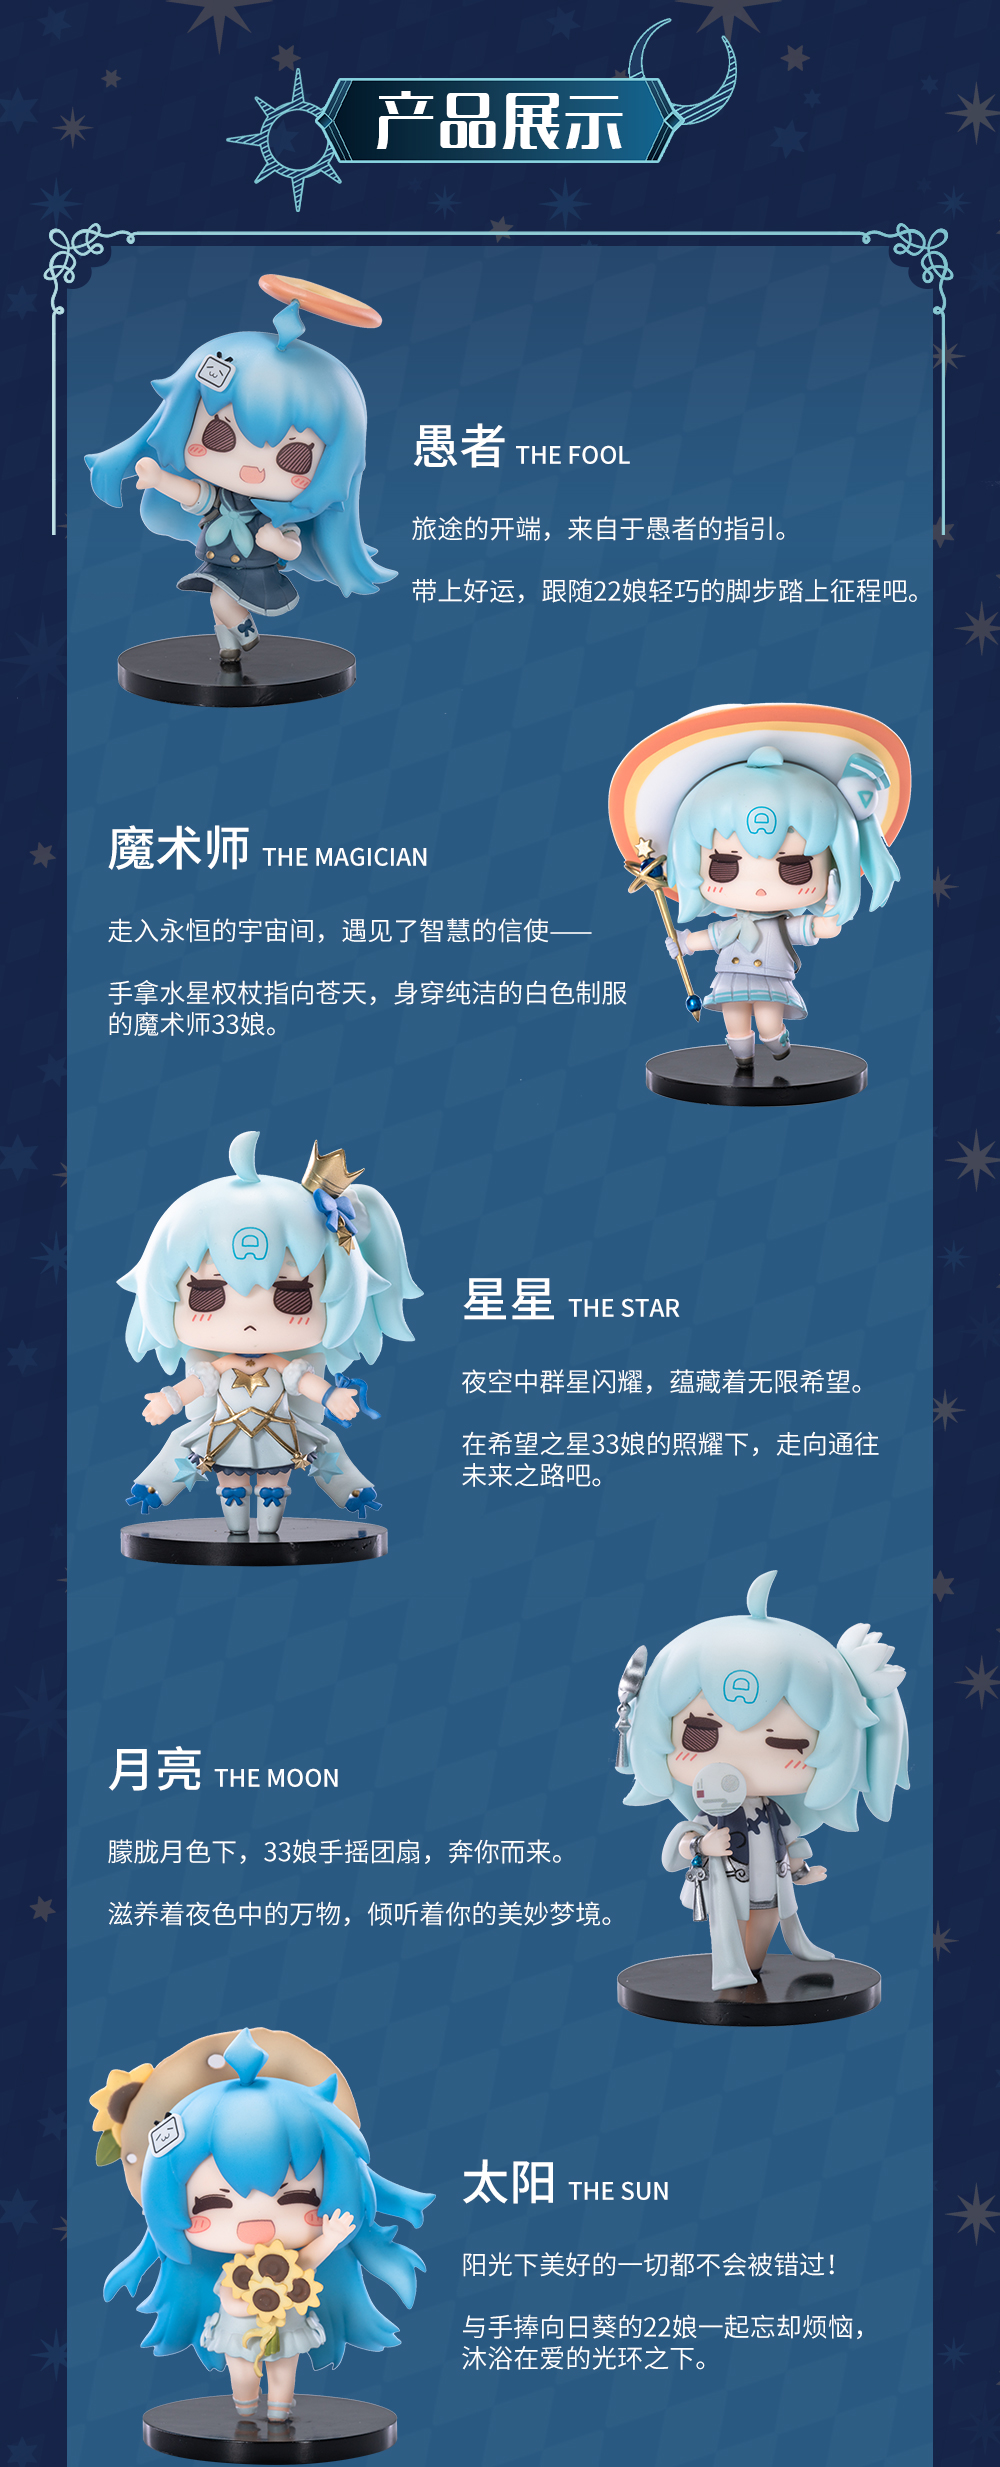 产品展示
愚者 THE FOOL
旅途的开端，来自于愚者的指引。
带上好运，跟随22娘轻巧的脚步踏上征程吧。
魔术师 THE MAGICIAN
走入永恒的宇宙间，遇见了智慧的信使——
手拿水星权杖指向苍天，身穿纯洁的白色制服
的魔术师33娘。
星星 THE STAR
夜空中群星闪耀，蕴藏着无限希望。
在希望之星33娘的照耀下，走向通往
未来之路吧。
月亮 THE MOON
朦胧月色下，33娘手摇团扇，奔你而来。
滋养着夜色中的万物，倾听着你的美妙梦境。
太阳 THE SUN
阳光下美好的一切都不会被错过！
与手捧向日葵的22娘一起忘却烦恼，
沐浴在爱的光环之下。